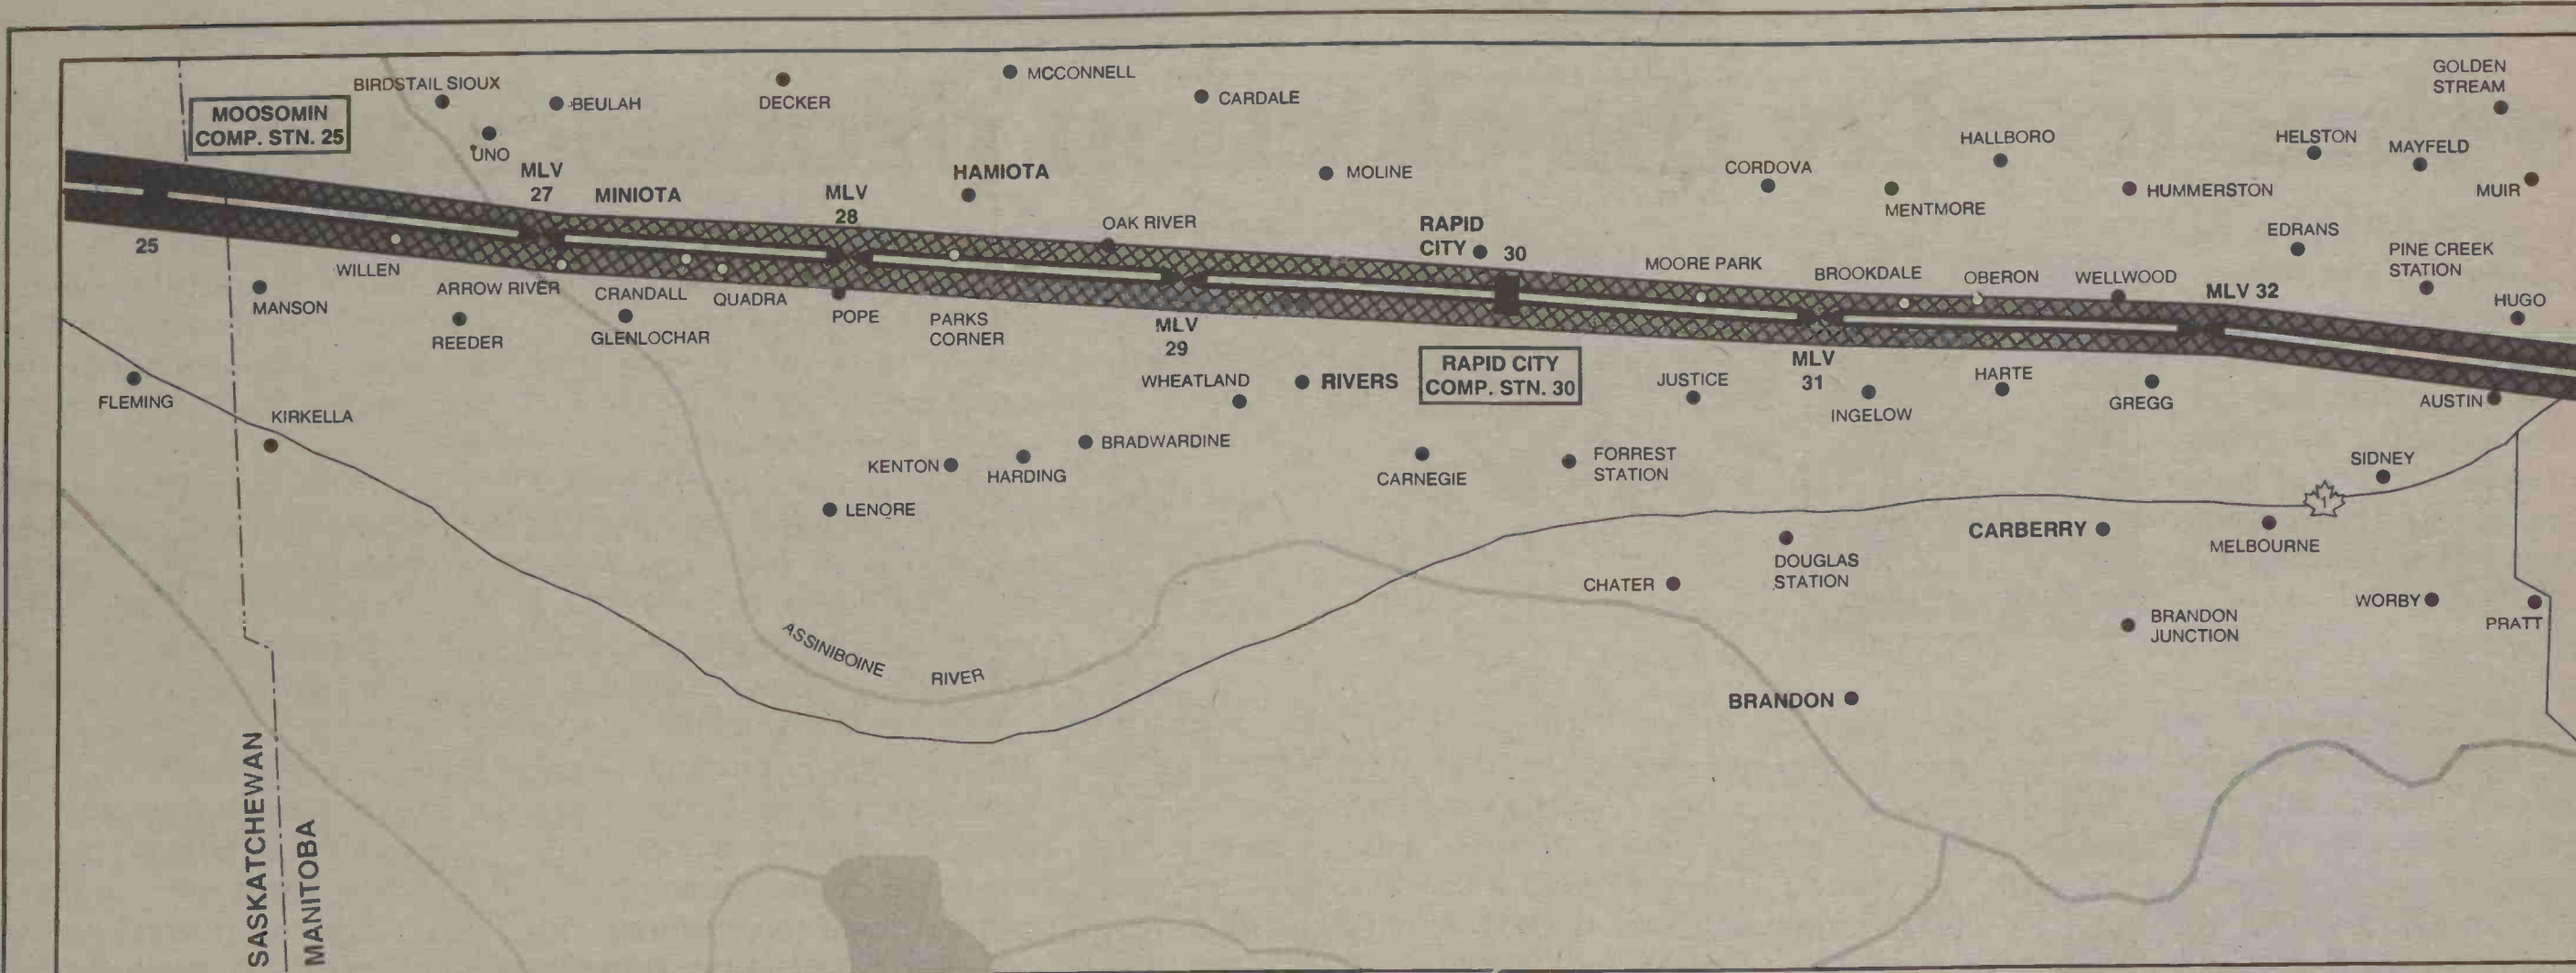 BIRDSTAIL SIOUX
BEULAH
DECKER
MCCONNELL
CARDALE
GOLDEN
STREAM
MOOSOMIN
COMP. STN. 25
UNO
MLV
27
MINIOTA
MLV
28
HAMIOTA
MOLINE
CORDOVA
HALLBORO
MENTMORE
HUMMERSTON
HELSTON
MAYFELD
MUIR
25
WILLEN
ARROW RIVER
CRANDALL
QUADRA
OAK RIVER
RAPID
CITY
30
MOORE PARK
BROOKDALE
OBERON
WELLWOOD
EDRANS
MLV 32
PINE CREEK
STATION
HUGO
MANSON
REEDER
GLENLOCHAR
POPE
PARKS
CORNER
MLV
29
WHEATLAND
RIVERS
RAPID CITY
COMP. STN. 30
JUSTICE
MLV
31
INGELOW
HARTE
GREGG
AUSTIN
FLEMING
KIRKELLA
KENTON
HARDING
BRADWARDINE
LENORE
CARNEGIE
FORREST
STATION
SIDNEY
1
CARBERRY
MELBOURNE
DOUGLAS
STATION
CHATER
WORBY
PRATT
BRANDON
JUNCTION
ASSINIBOINE
RIVER
BRANDON
SASKATCHEWAN
MANITOBA